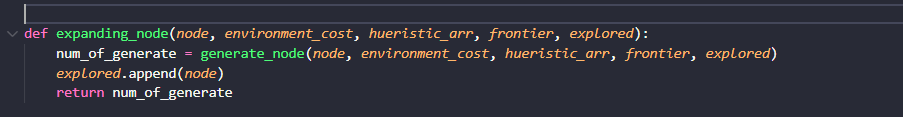 def expanding_node(node, environment_cost, hueristic_arr, frontier, explored):
    num_of_generate = generate_node(node, environment_cost, hueristic_arr, frontier, explored)
    explored.append(node)
    return num_of_generate